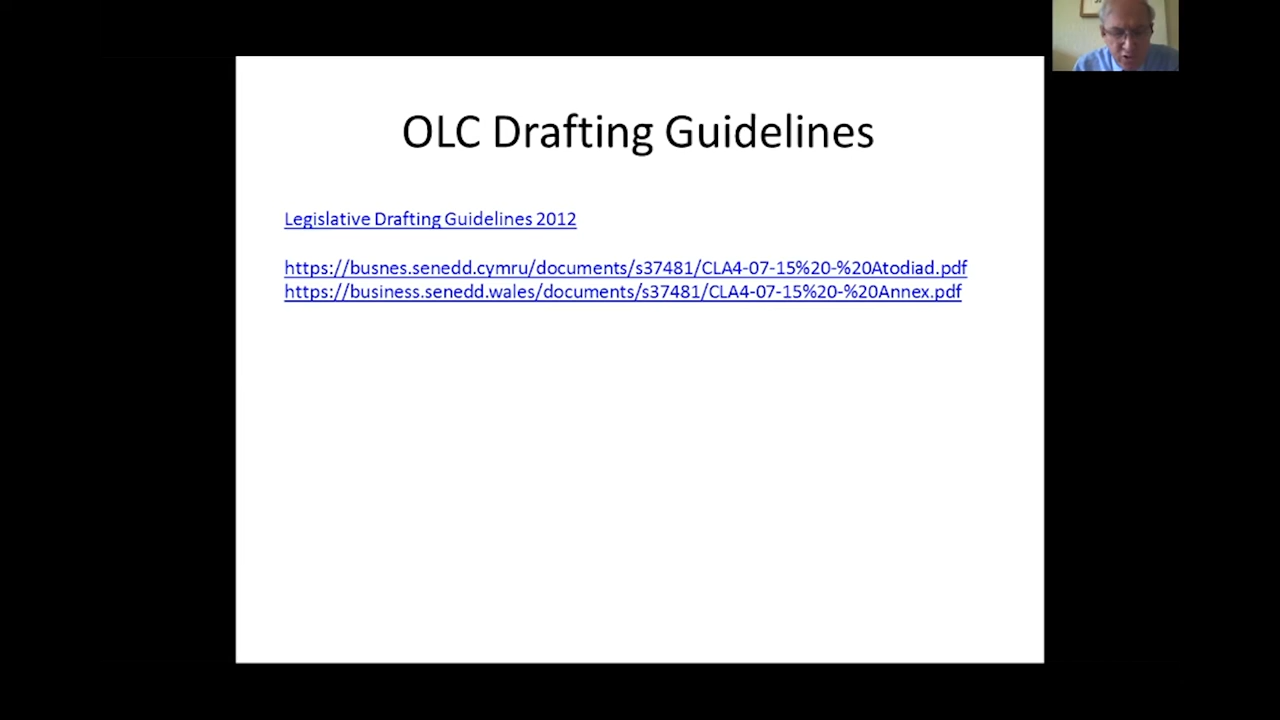 OLC Drafting Guidelines
Legislative Drafting Guidelines 2012
https://busnes.senedd.cymru/documents/s37481/CLA4-07-15%20-%20Atodiad.pdf
https://business.senedd.wales/documents/s37481/CLA4-07-15%20-%20Annex.pdf